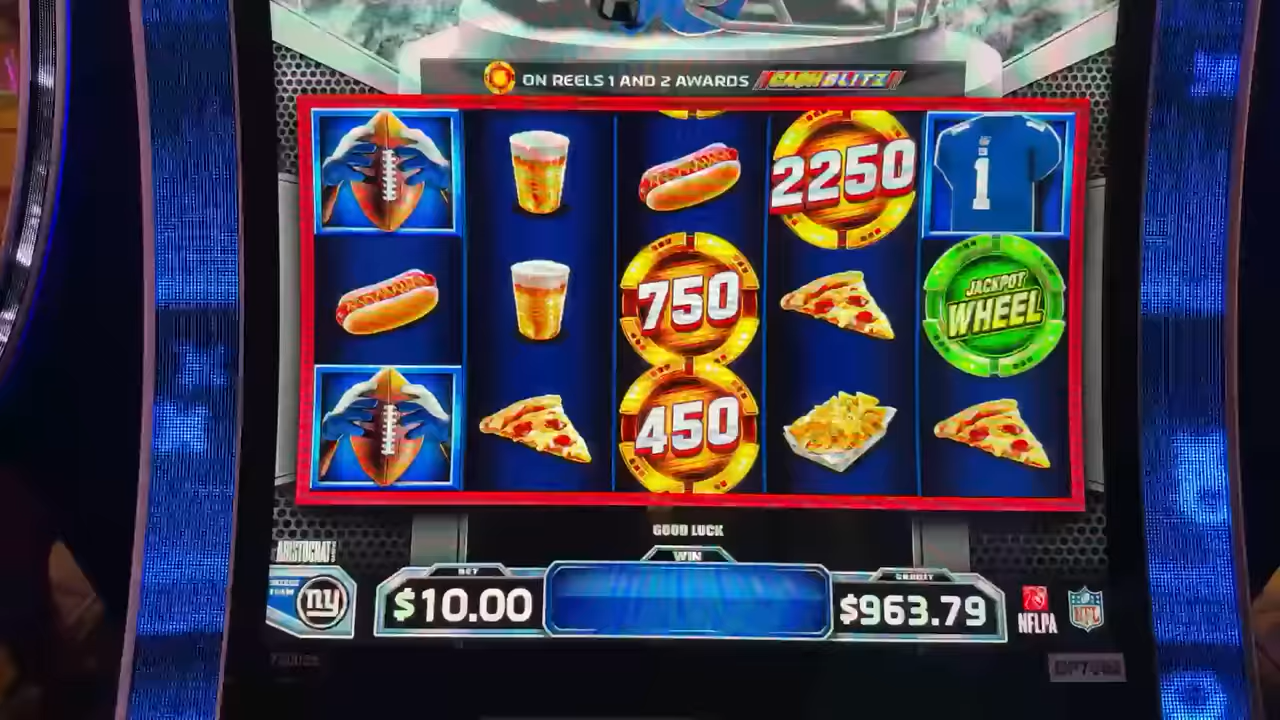 ON REELS 1 AND 2 AWARDS CASH BLITZ
2250
1
750
JACKPOT
WHEEL
450
GOOD LUCK
ARISTOCRAT
WIN
BET
CREDIT
ny
$10.00
$963.79
NFLPA
NFL